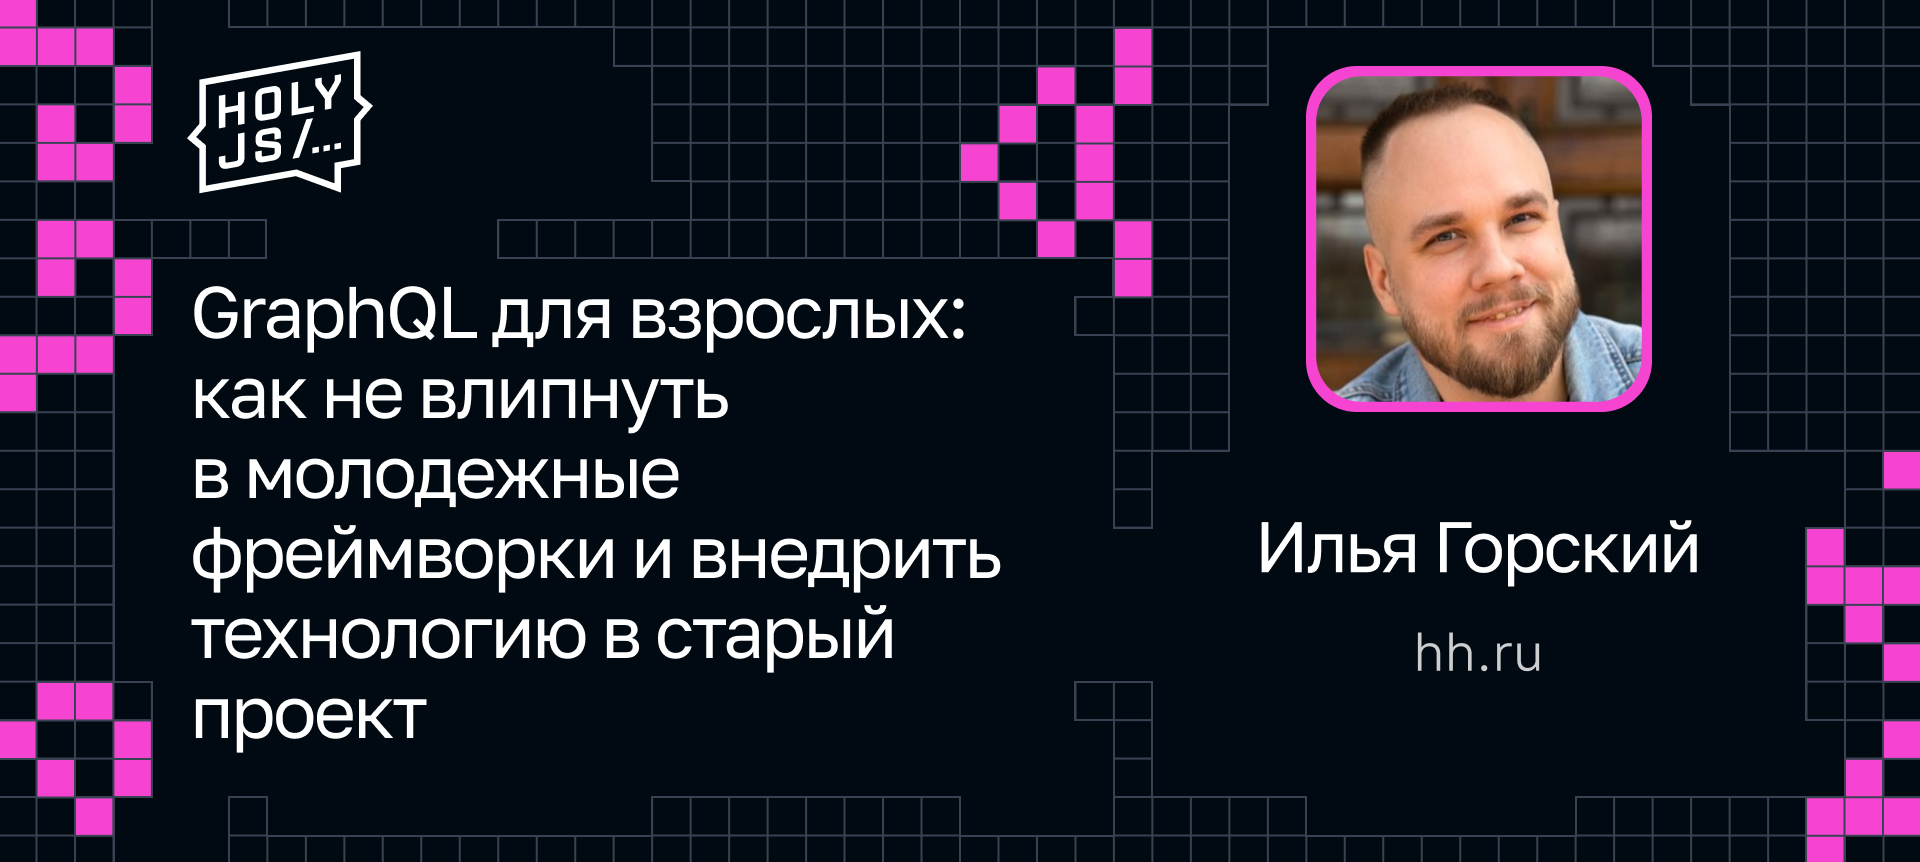 HOLY
JS/...
GraphQL для взрослых:
как не влипнуть
в молодежные
фреймворки и внедрить
технологию в старый
проект
Илья Горский
hh.ru